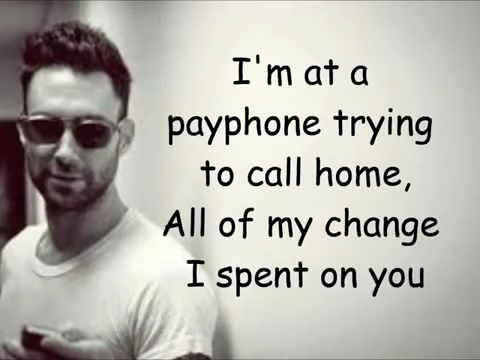 I'm at a
payphone trying
to call home,
All of my change
I spent on you